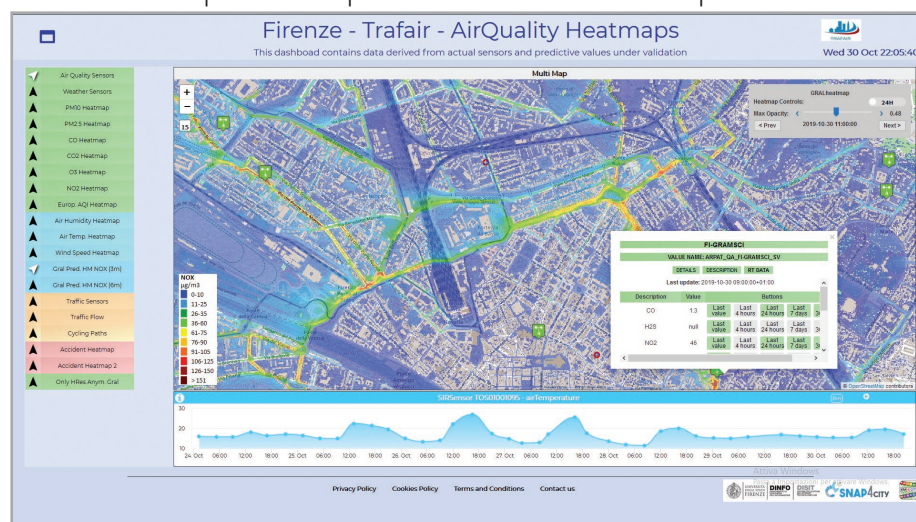 Firenze - Trafair - AirQuality Heatmaps
This dashboad contains data derived from actual sensors and predictive values under validation
TRAFAIR
Wed 30 Oct 22:05:40
Air Quality Sensors
Weather Sensors
PM10 Heatmap
PM2.5 Heatmap
CO Heatmap
CO2 Heatmap
O3 Heatmap
NO2 Heatmap
Europ. AQI Heatmap
Air Humidity Heatmap
Air Temp. Heatmap
Wind Speed Heatmap
Gral Pred. HM NOX (3m)
Gral Pred. HM NOX (6m)
Traffic Sensors
Traffic Flow
Cycling Paths
Accident Heatmap
Accident Heatmap 2
Only HRes Anym. Gral
Multi Map
+
−
15
GRALheatmap
Heatmap Controls: 24H
Max Opacity: < > 0.48
< Prev 2019-10-30 11:00:00 Next >
NOX
µg/m3
0-10
11-25
26-35
36-60
61-75
76-90
91-105
106-125
126-150
> 151
×
FI-GRAMSCI
VALUE NAME: ARPAT_QA_FI-GRAMSCI_SV
DETAILS DESCRIPTION RT DATA
Last update: 2019-10-30 09:00:00+01:00
Description Value Buttons
CO 1.3 Last value Last 4 hours Last 24 hours Last 7 days
H2S null Last value Last 4 hours Last 24 hours Last 7 days
NO2 46 Last value Last 4 hours Last 24 hours Last 7 days
© OpenStreetMap contributors
SIRSensor TOS01001095 - airTemperature
30
20
10
24. Oct 06:00 12:00 18:00 25. Oct 06:00 12:00 18:00 26. Oct 06:00 12:00 18:00 27. Oct 06:00 12:00 18:00 28. Oct 06:00 12:00 18:00 29. Oct 06:00 12:00 18:00 30. Oct 06:00 12:00 18:00
Attiva Windows
Privacy Policy Cookies Policy Terms and Conditions Contact us
UNIVERSITÀ FIRENZE DINFO DISIT SNAP4CITY